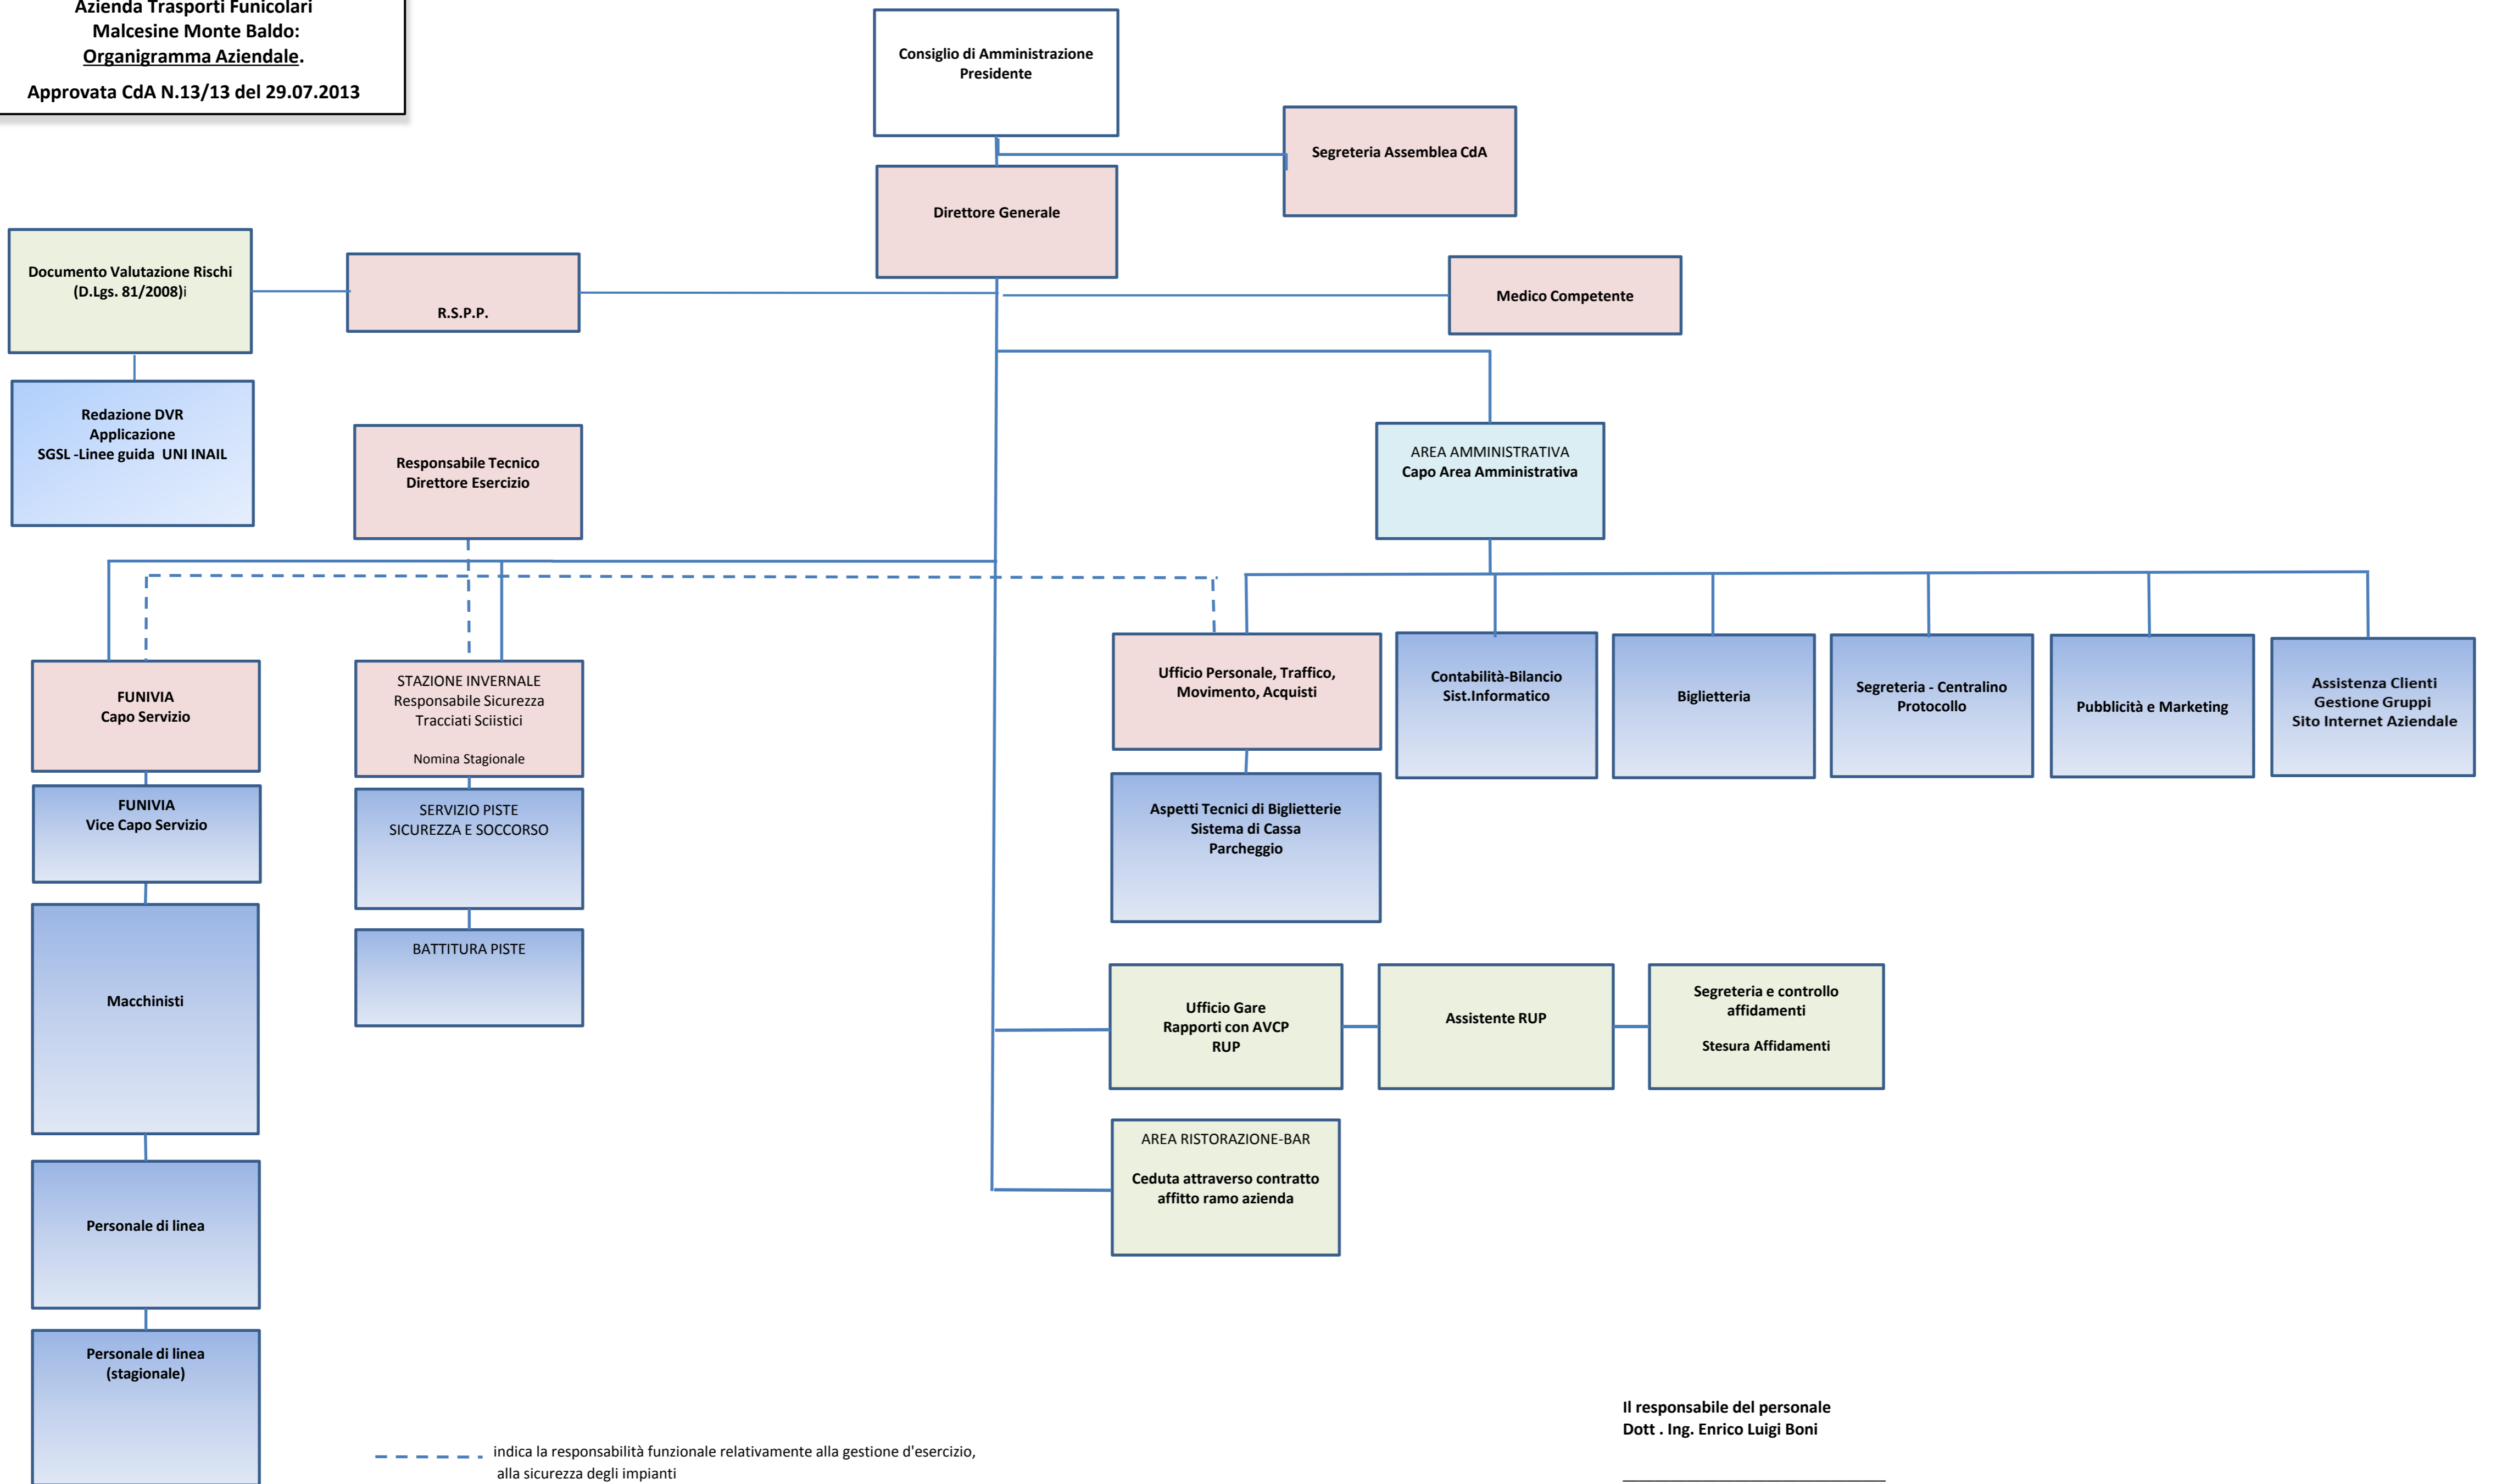 Azienda Trasporti Funicolari
Malcesine Monte Baldo:
Organigramma Aziendale.
Approvata CdA N.13/13 del 29.07.2013
Consiglio di Amministrazione
Presidente
Segreteria Assemblea CdA
Direttore Generale
Documento Valutazione Rischi
(D.Lgs. 81/2008)i
R.S.P.P.
Medico Competente
Redazione DVR
Applicazione
SGSL -Linee guida UNI INAIL
Responsabile Tecnico
Direttore Esercizio
AREA AMMINISTRATIVA
Capo Area Amministrativa
FUNIVIA
Capo Servizio
STAZIONE INVERNALE
Responsabile Sicurezza
Tracciati Sciistici
Nomina Stagionale
Ufficio Personale, Traffico,
Movimento, Acquisti
Contabilità-Bilancio
Sist.Informatico
Biglietteria
Segreteria - Centralino
Protocollo
Pubblicità e Marketing
Assistenza Clienti
Gestione Gruppi
Sito Internet Aziendale
FUNIVIA
Vice Capo Servizio
SERVIZIO PISTE
SICUREZZA E SOCCORSO
Aspetti Tecnici di Biglietterie
Sistema di Cassa
Parcheggio
Macchinisti
BATTITURA PISTE
Ufficio Gare
Rapporti con AVCP
RUP
Assistente RUP
Segreteria e controllo
affidamenti
Stesura Affidamenti
AREA RISTORAZIONE-BAR
Ceduta attraverso contratto
affitto ramo azienda
Personale di linea
Personale di linea
(stagionale)
indica la responsabilità funzionale relativamente alla gestione d'esercizio,
alla sicurezza degli impianti
Il responsabile del personale
Dott . Ing. Enrico Luigi Boni